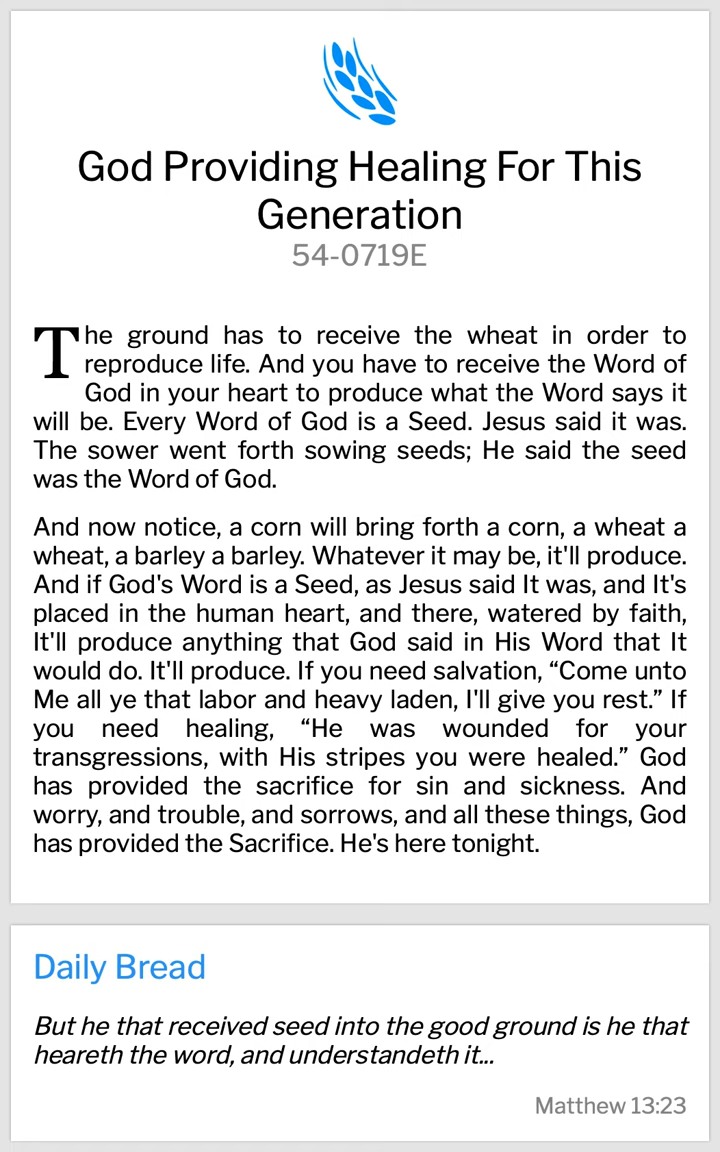 God Providing Healing For This
Generation
54-0719E
The ground has to receive the wheat in order to
reproduce life. And you have to receive the Word of
God in your heart to produce what the Word says it
will be. Every Word of God is a Seed. Jesus said it was.
The sower went forth sowing seeds; He said the seed
was the Word of God.
And now notice, a corn will bring forth a corn, a wheat a
wheat, a barley a barley. Whatever it may be, it'll produce.
And if God's Word is a Seed, as Jesus said It was, and It's
placed in the human heart, and there, watered by faith,
It'll produce anything that God said in His Word that It
would do. It'll produce. If you need salvation, “Come unto
Me all ye that labor and heavy laden, I'll give you rest.” If
you need healing, “He was wounded for your
transgressions, with His stripes you were healed.” God
has provided the sacrifice for sin and sickness. And
worry, and trouble, and sorrows, and all these things, God
has provided the Sacrifice. He's here tonight.
Daily Bread
But he that received seed into the good ground is he that
heareth the word, and understandeth it...
Matthew 13:23